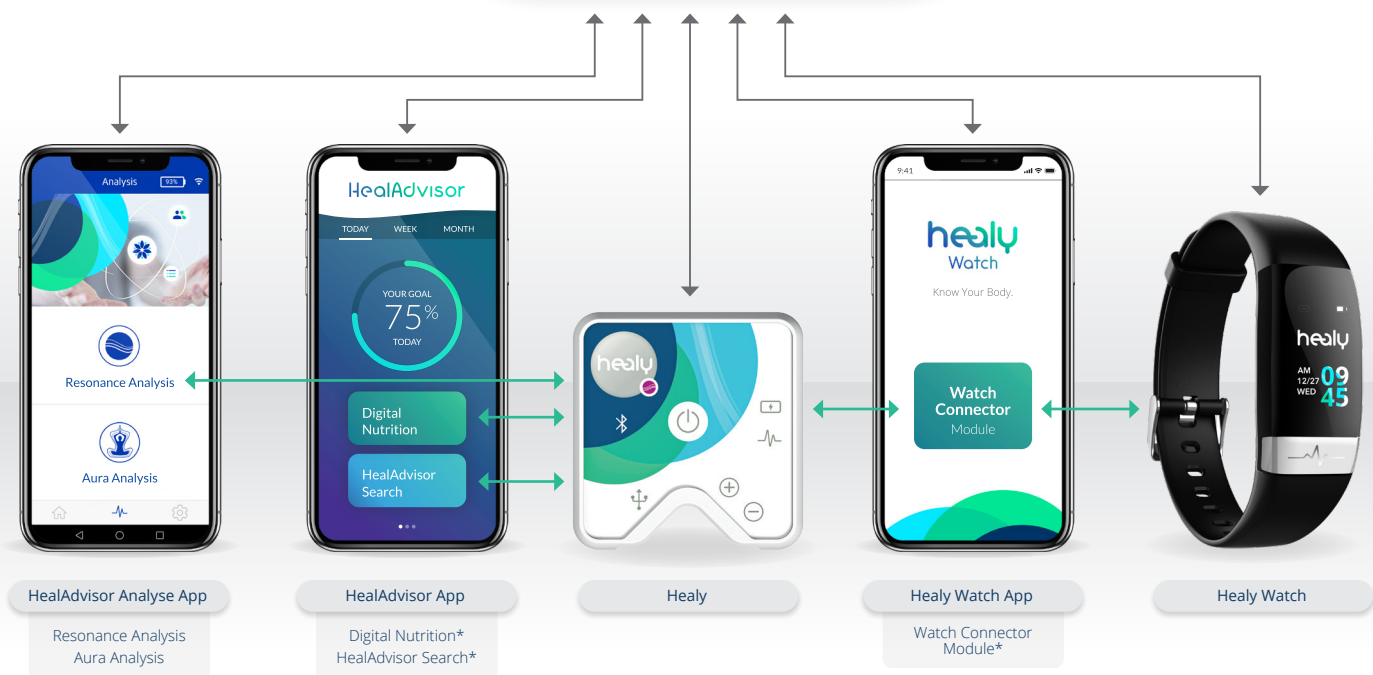 Analysis
93%
Resonance Analysis
Aura Analysis
HealAdvisor
TODAY
WEEK
MONTH
YOUR GOAL
75%
TODAY
Digital
Nutrition
HealAdvisor
Search
healy
9:41
healy
Watch
Know Your Body.
Watch
Connector
Module
healy
AM
12/27
WED
09
45
HealAdvisor Analyse App
Resonance Analysis
Aura Analysis
HealAdvisor App
Digital Nutrition*
HealAdvisor Search*
Healy
Healy Watch App
Watch Connector
Module*
Healy Watch